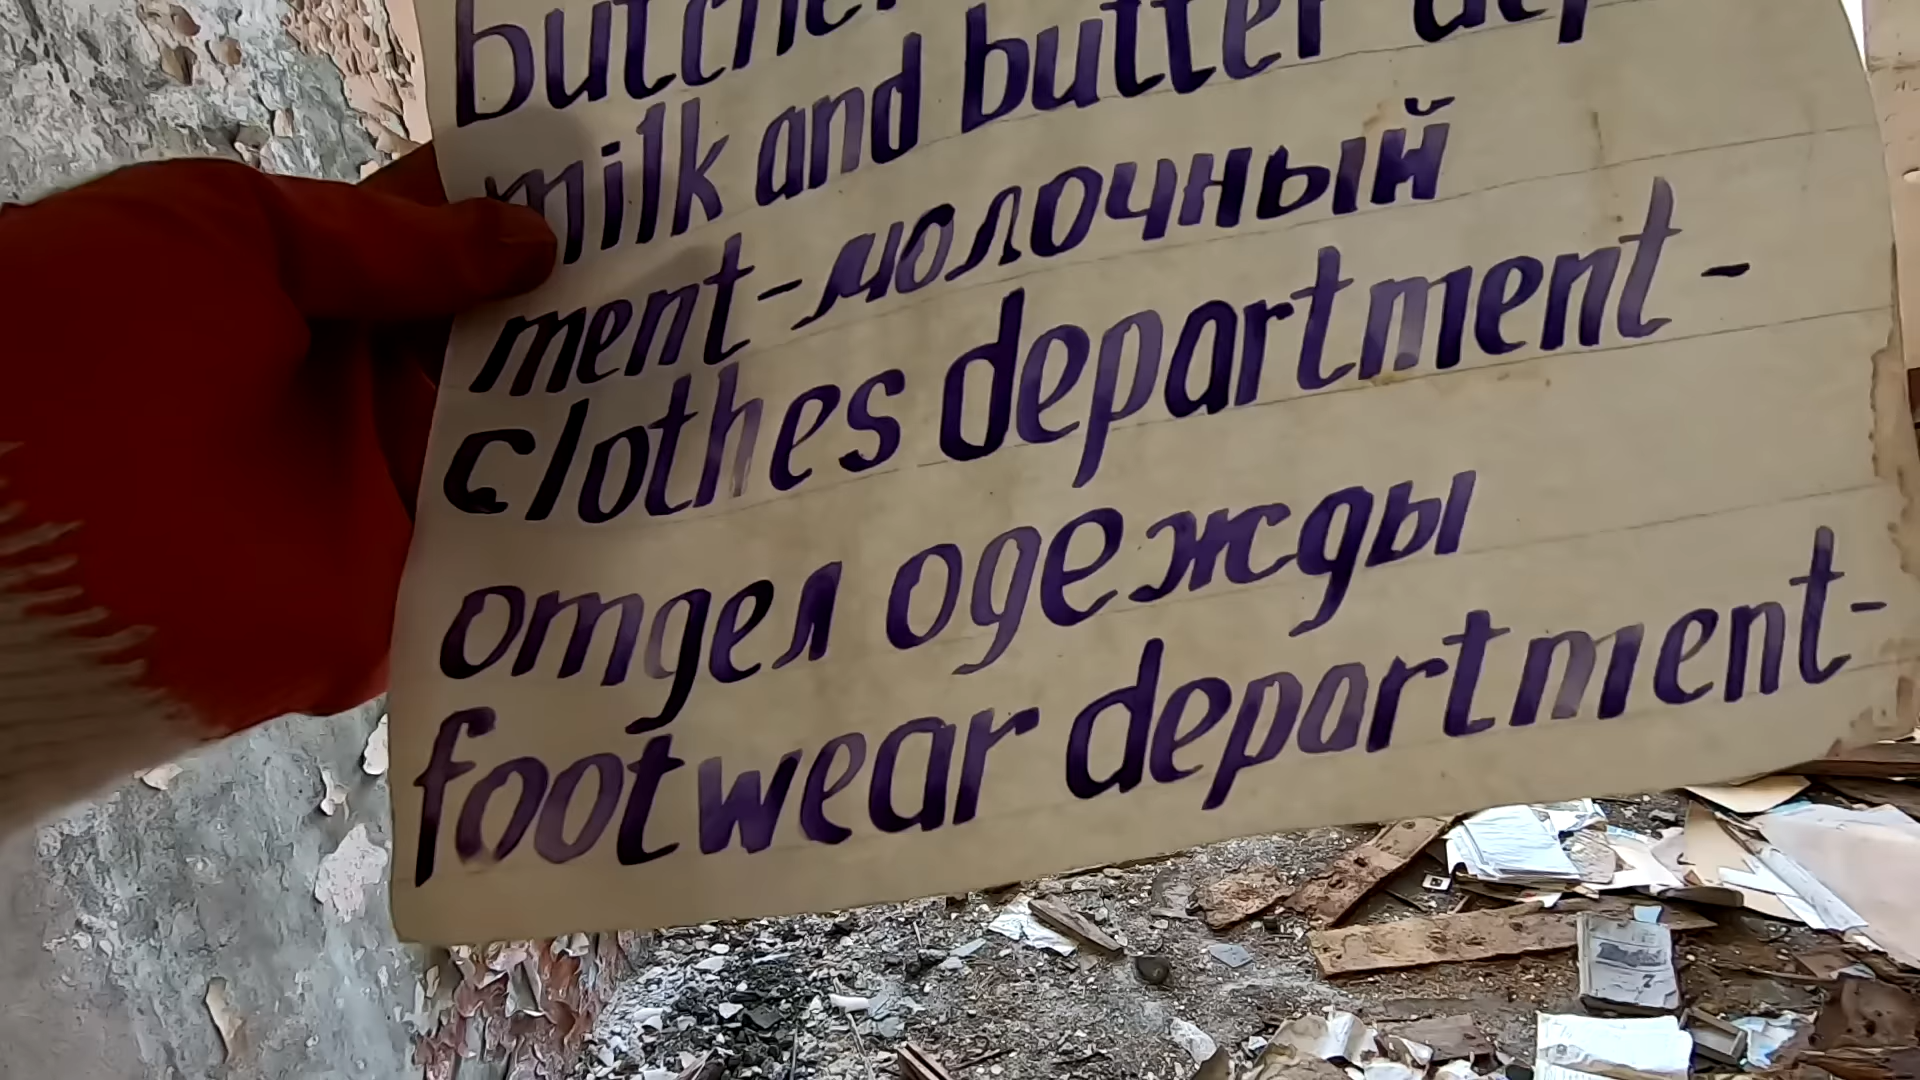 milk and butter
ment-молочный
clothes department-
отдел одежды
footwear department-